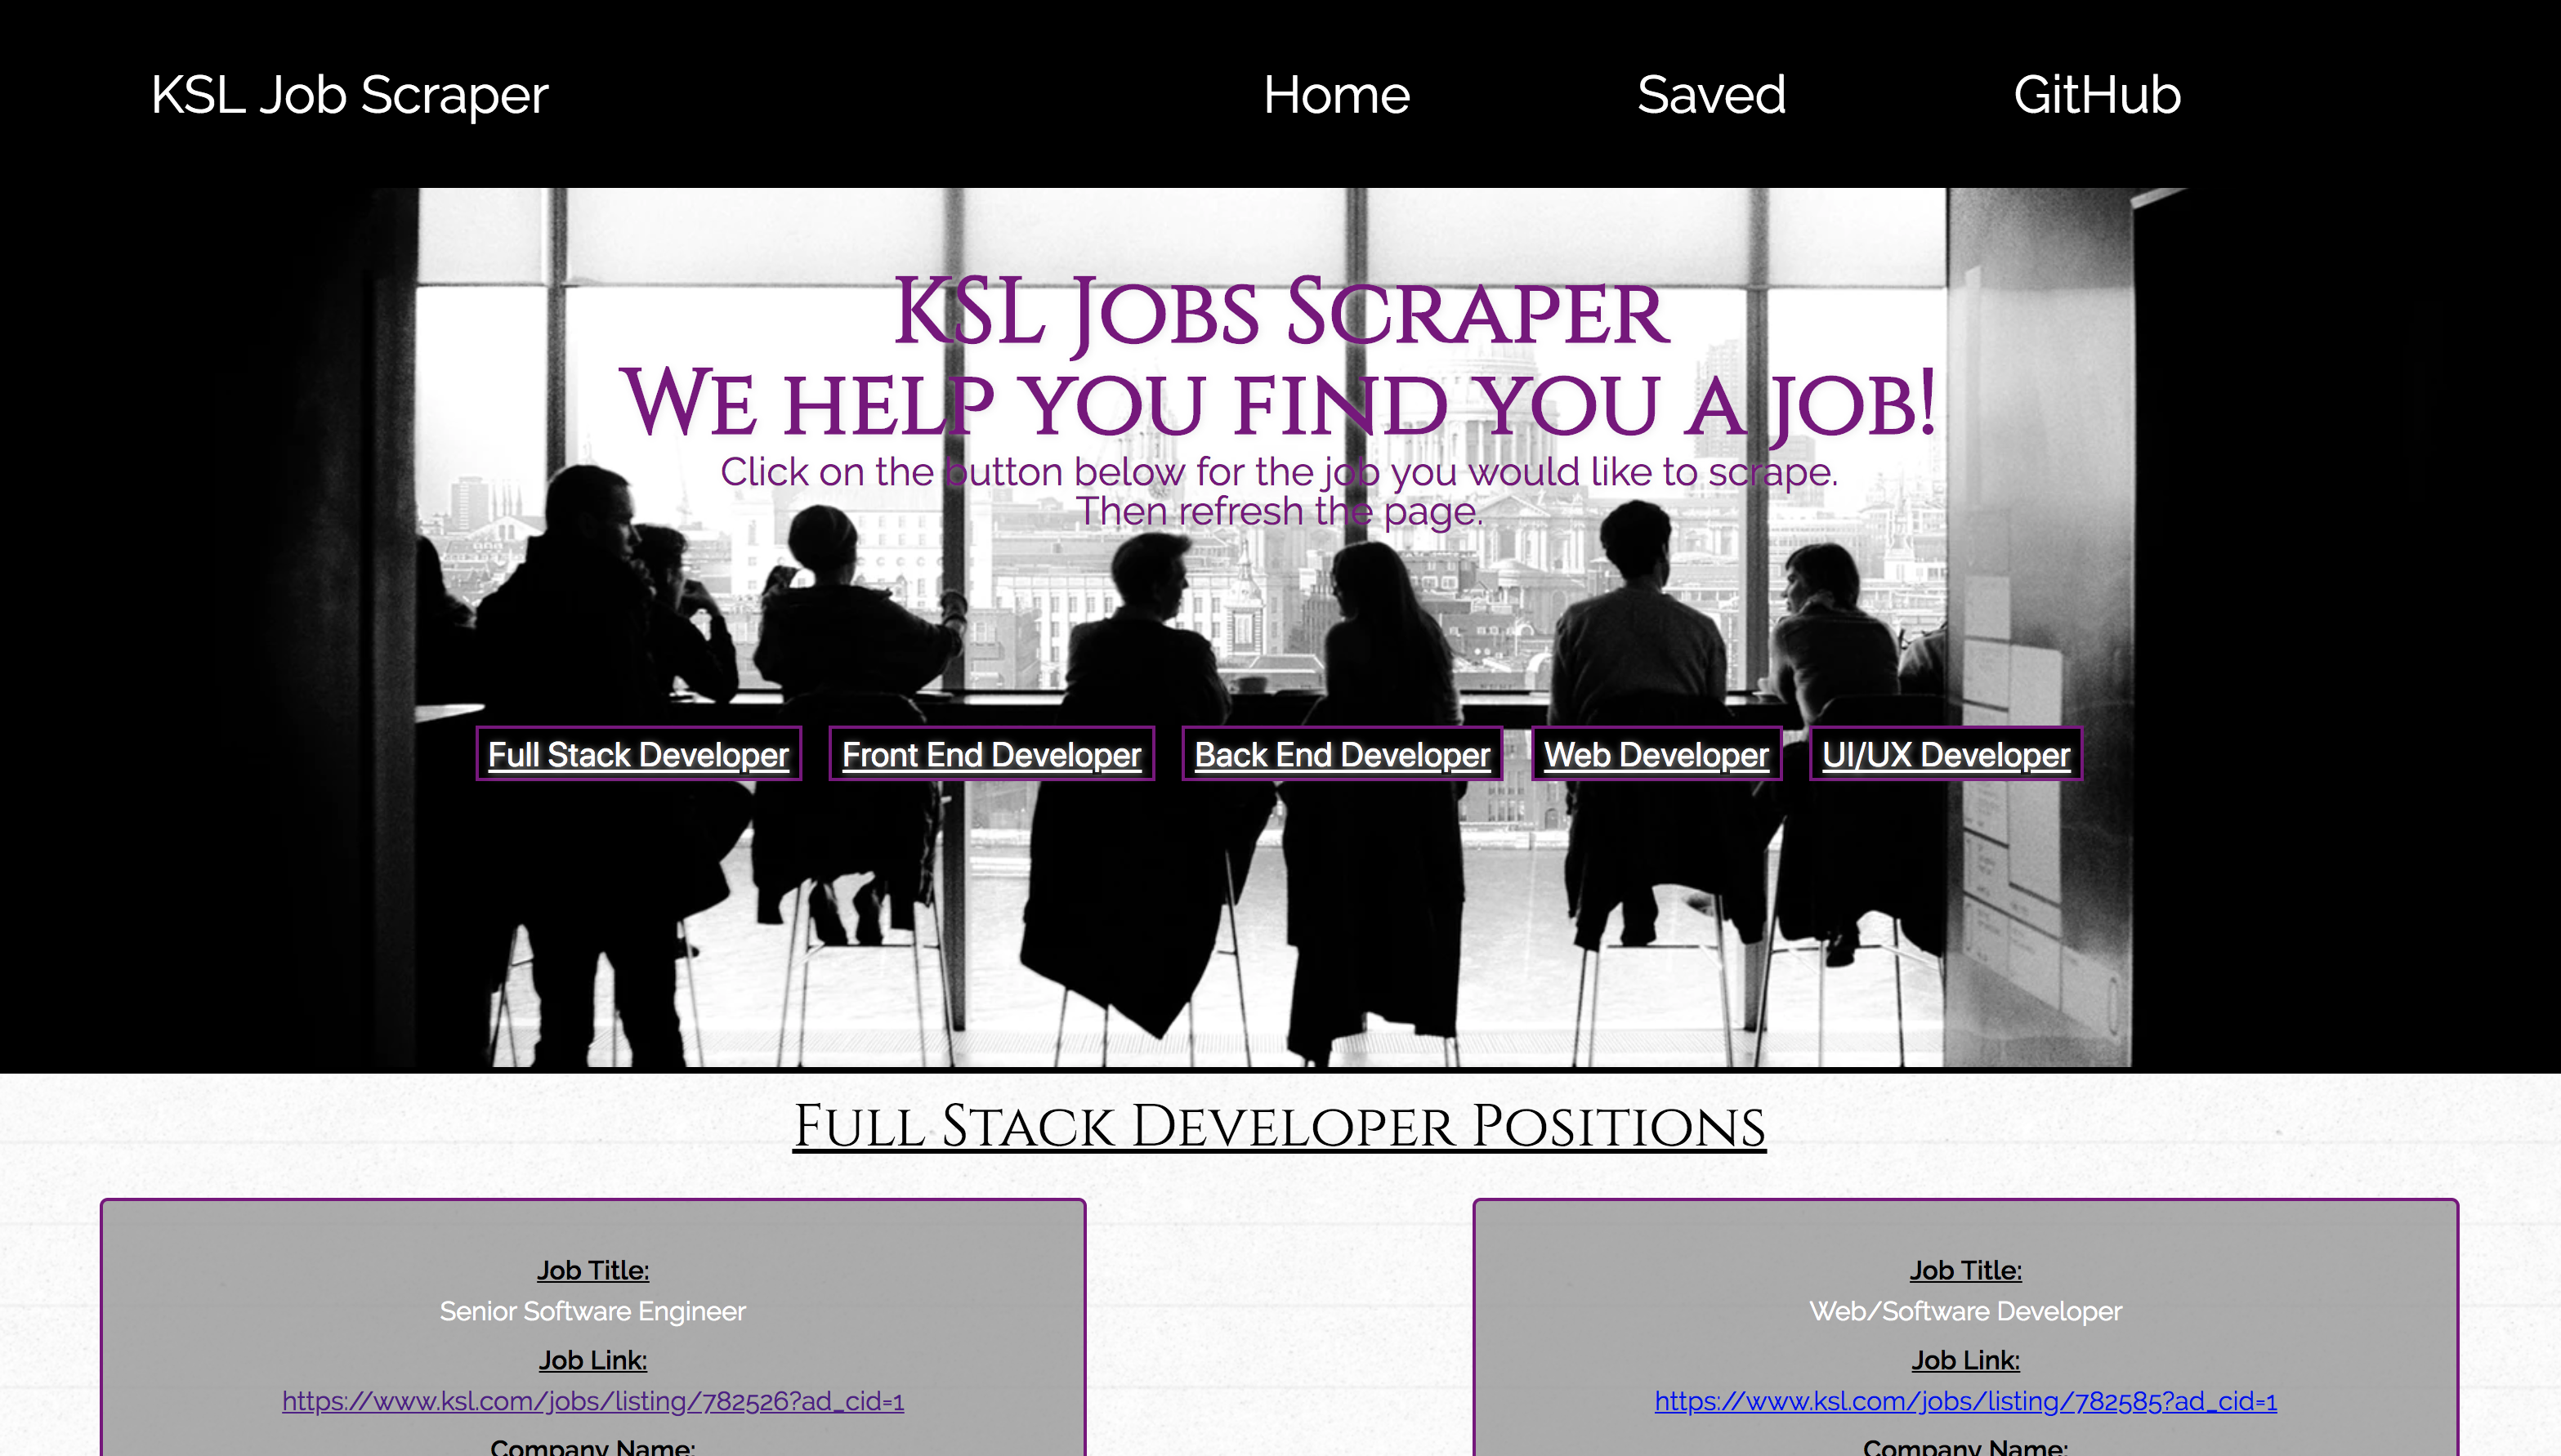 KSL Job Scraper Home Saved GitHub
KSL Jobs Scraper
We help you find you a job!
Click on the button below for the job you would like to scrape.
Then refresh the page.
Full Stack Developer Front End Developer Back End Developer Web Developer UI/UX Developer
Full Stack Developer Positions
Job Title:
Senior Software Engineer
Job Link:
https://www.ksl.com/jobs/listing/782526?ad_cid=1
Company Name:
Job Title:
Web/Software Developer
Job Link:
https://www.ksl.com/jobs/listing/782585?ad_cid=1
Company Name: